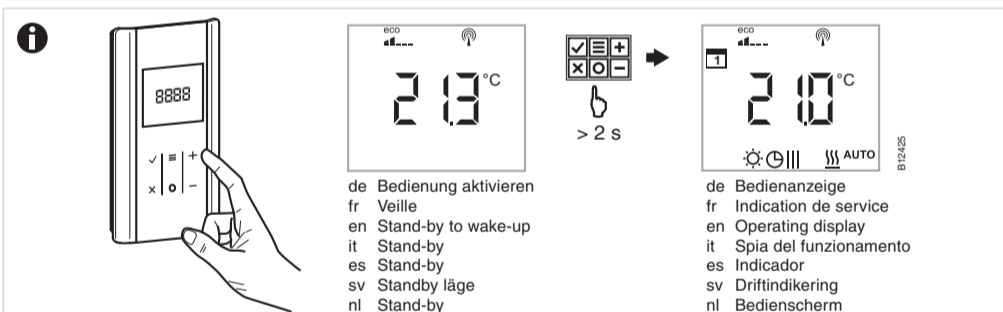 i
8888
eco
21.3 °C
> 2 s
eco
1
21.0 °C
AUTO
B12425
de Bedienung aktivieren
fr Veille
en Stand-by to wake-up
it Stand-by
es Stand-by
sv Standby läge
nl Stand-by
de Bedienanzeige
fr Indication de service
en Operating display
it Spia del funzionamento
es Indicador
sv Driftindikering
nl Bedienscherm